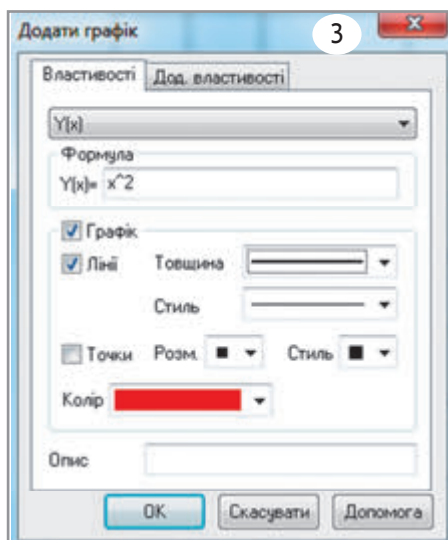 Додати графік
3
Властивості Дод. властивості
Y(x)
Формула
Y(x)= x^2
Графік
Лінії Товщина
Стиль
Точки Розм. Стиль
Колір
Опис
OK Скасувати Допомога